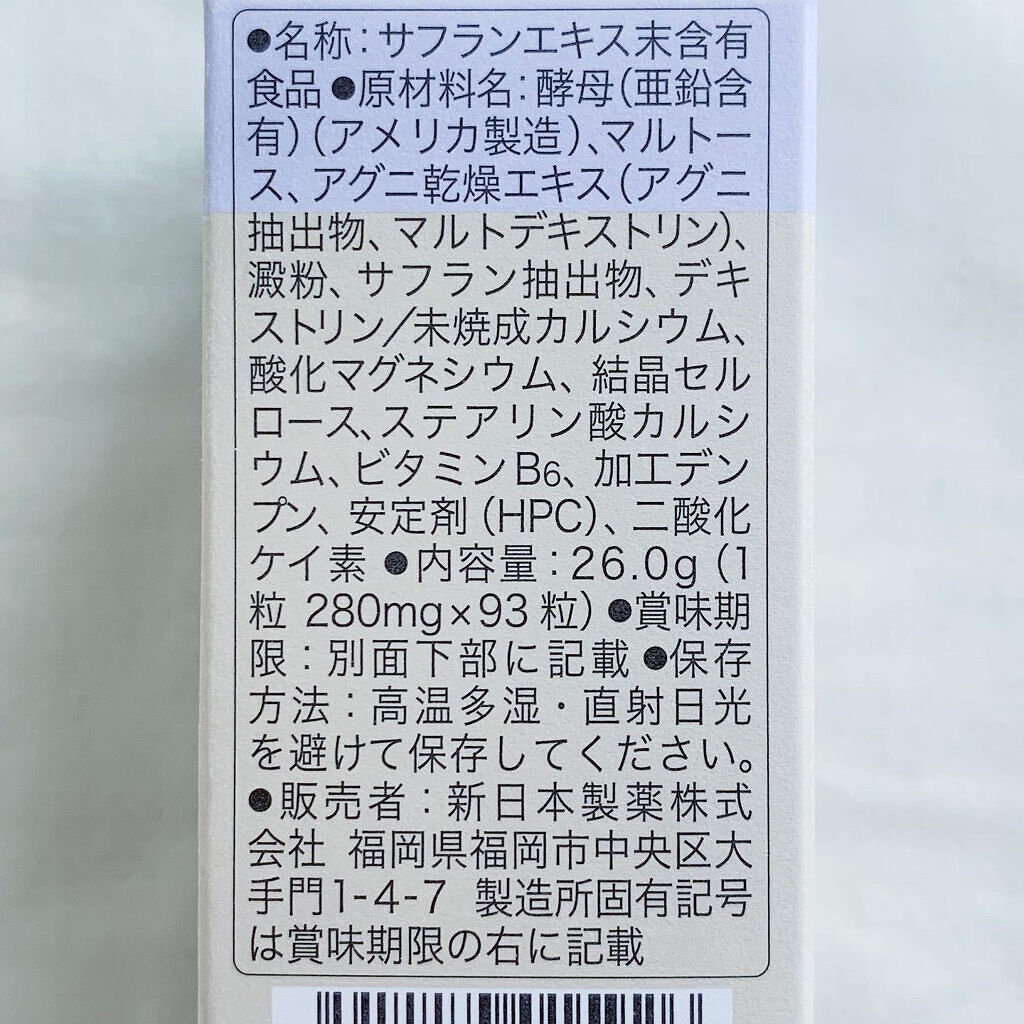 ●名称：サフランエキス末含有
食品 ●原材料名：酵母（亜鉛含
有）（アメリカ製造）、マルトー
ス、アグニ乾燥エキス（アグニ
抽出物、マルトデキストリン）、
澱粉、サフラン抽出物、デキ
ストリン／未焼成カルシウム、
酸化マグネシウム、結晶セル
ロース、ステアリン酸カルシ
ウム、ビタミンB6、加工デン
プン、安定剤（HPC）、二酸化
ケイ素 ●内容量：26.0g（1
粒 280mg×93粒）●賞味期
限：別面下部に記載 ●保存
方法：高温多湿・直射日光
を避けて保存してください。
●販売者：新日本製薬株式
会社 福岡県福岡市中央区大
手門1-4-7 製造所固有記号
は賞味期限の右に記載